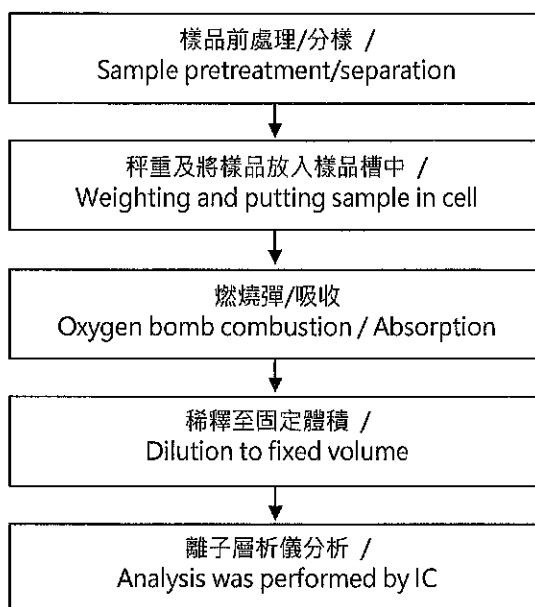 樣品前處理/分樣 /
Sample pretreatment/separation
秤重及將樣品放入樣品槽中 /
Weighting and putting sample in cell
燃燒彈/吸收
Oxygen bomb combustion / Absorption
稀釋至固定體積 /
Dilution to fixed volume
離子層析儀分析 /
Analysis was performed by IC